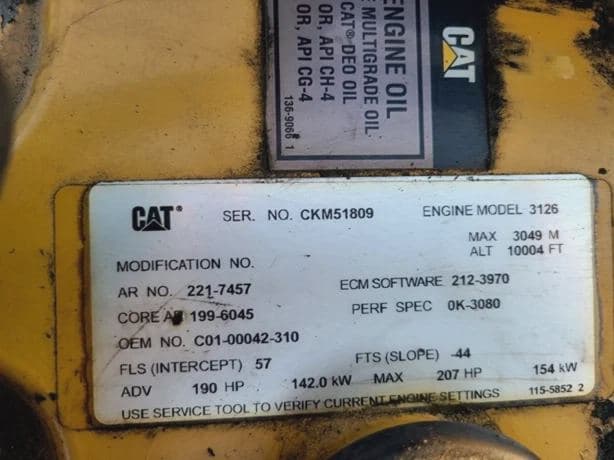 ENGINE OIL
MULTIGRADE OIL
CAT® DEO OIL
OR, API CH-4
OR, API CG-4
136-9066 1
CAT
CAT® SER. NO. CKM51809 ENGINE MODEL 3126
MAX 3049 M
ALT 10004 FT
MODIFICATION NO.
AR NO. 221-7457 ECM SOFTWARE 212-3970
CORE AR 199-6045 PERF SPEC 0K-3080
OEM NO. C01-00042-310
FLS (INTERCEPT) 57 FTS (SLOPE) -44
ADV 190 HP 142.0 kW MAX 207 HP 154 kW
USE SERVICE TOOL TO VERIFY CURRENT ENGINE SETTINGS 115-5852 2